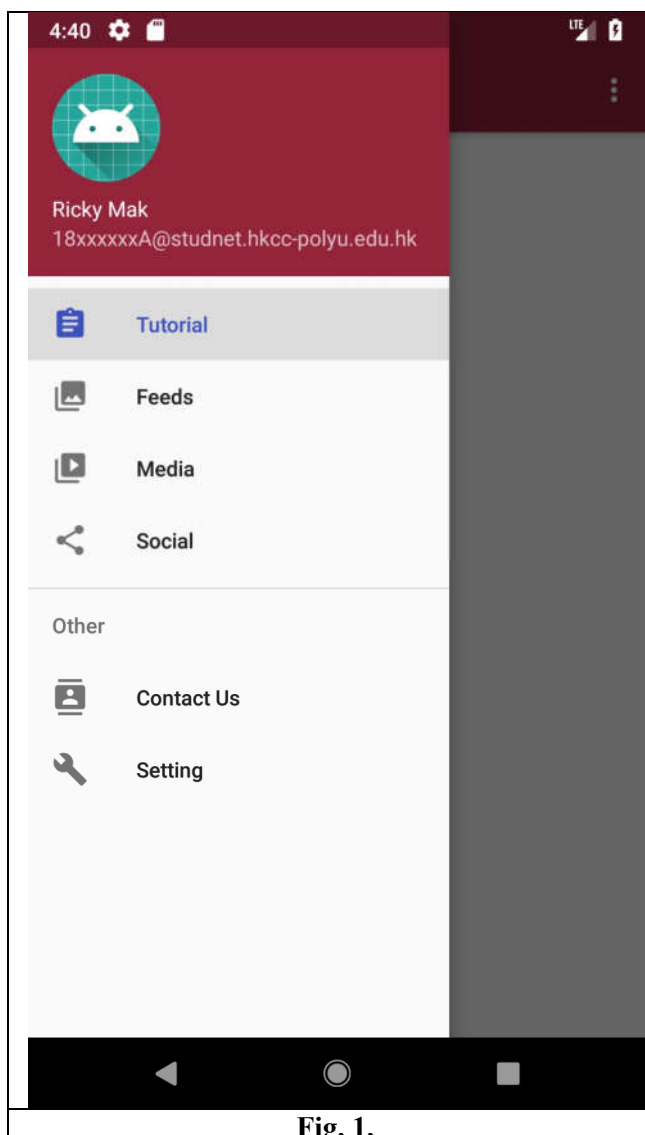 4:40
LTE
Ricky Mak
18xxxxxxA@studnet.hkcc-polyu.edu.hk
Tutorial
Feeds
Media
Social
Other
Contact Us
Setting
Fig. 1.